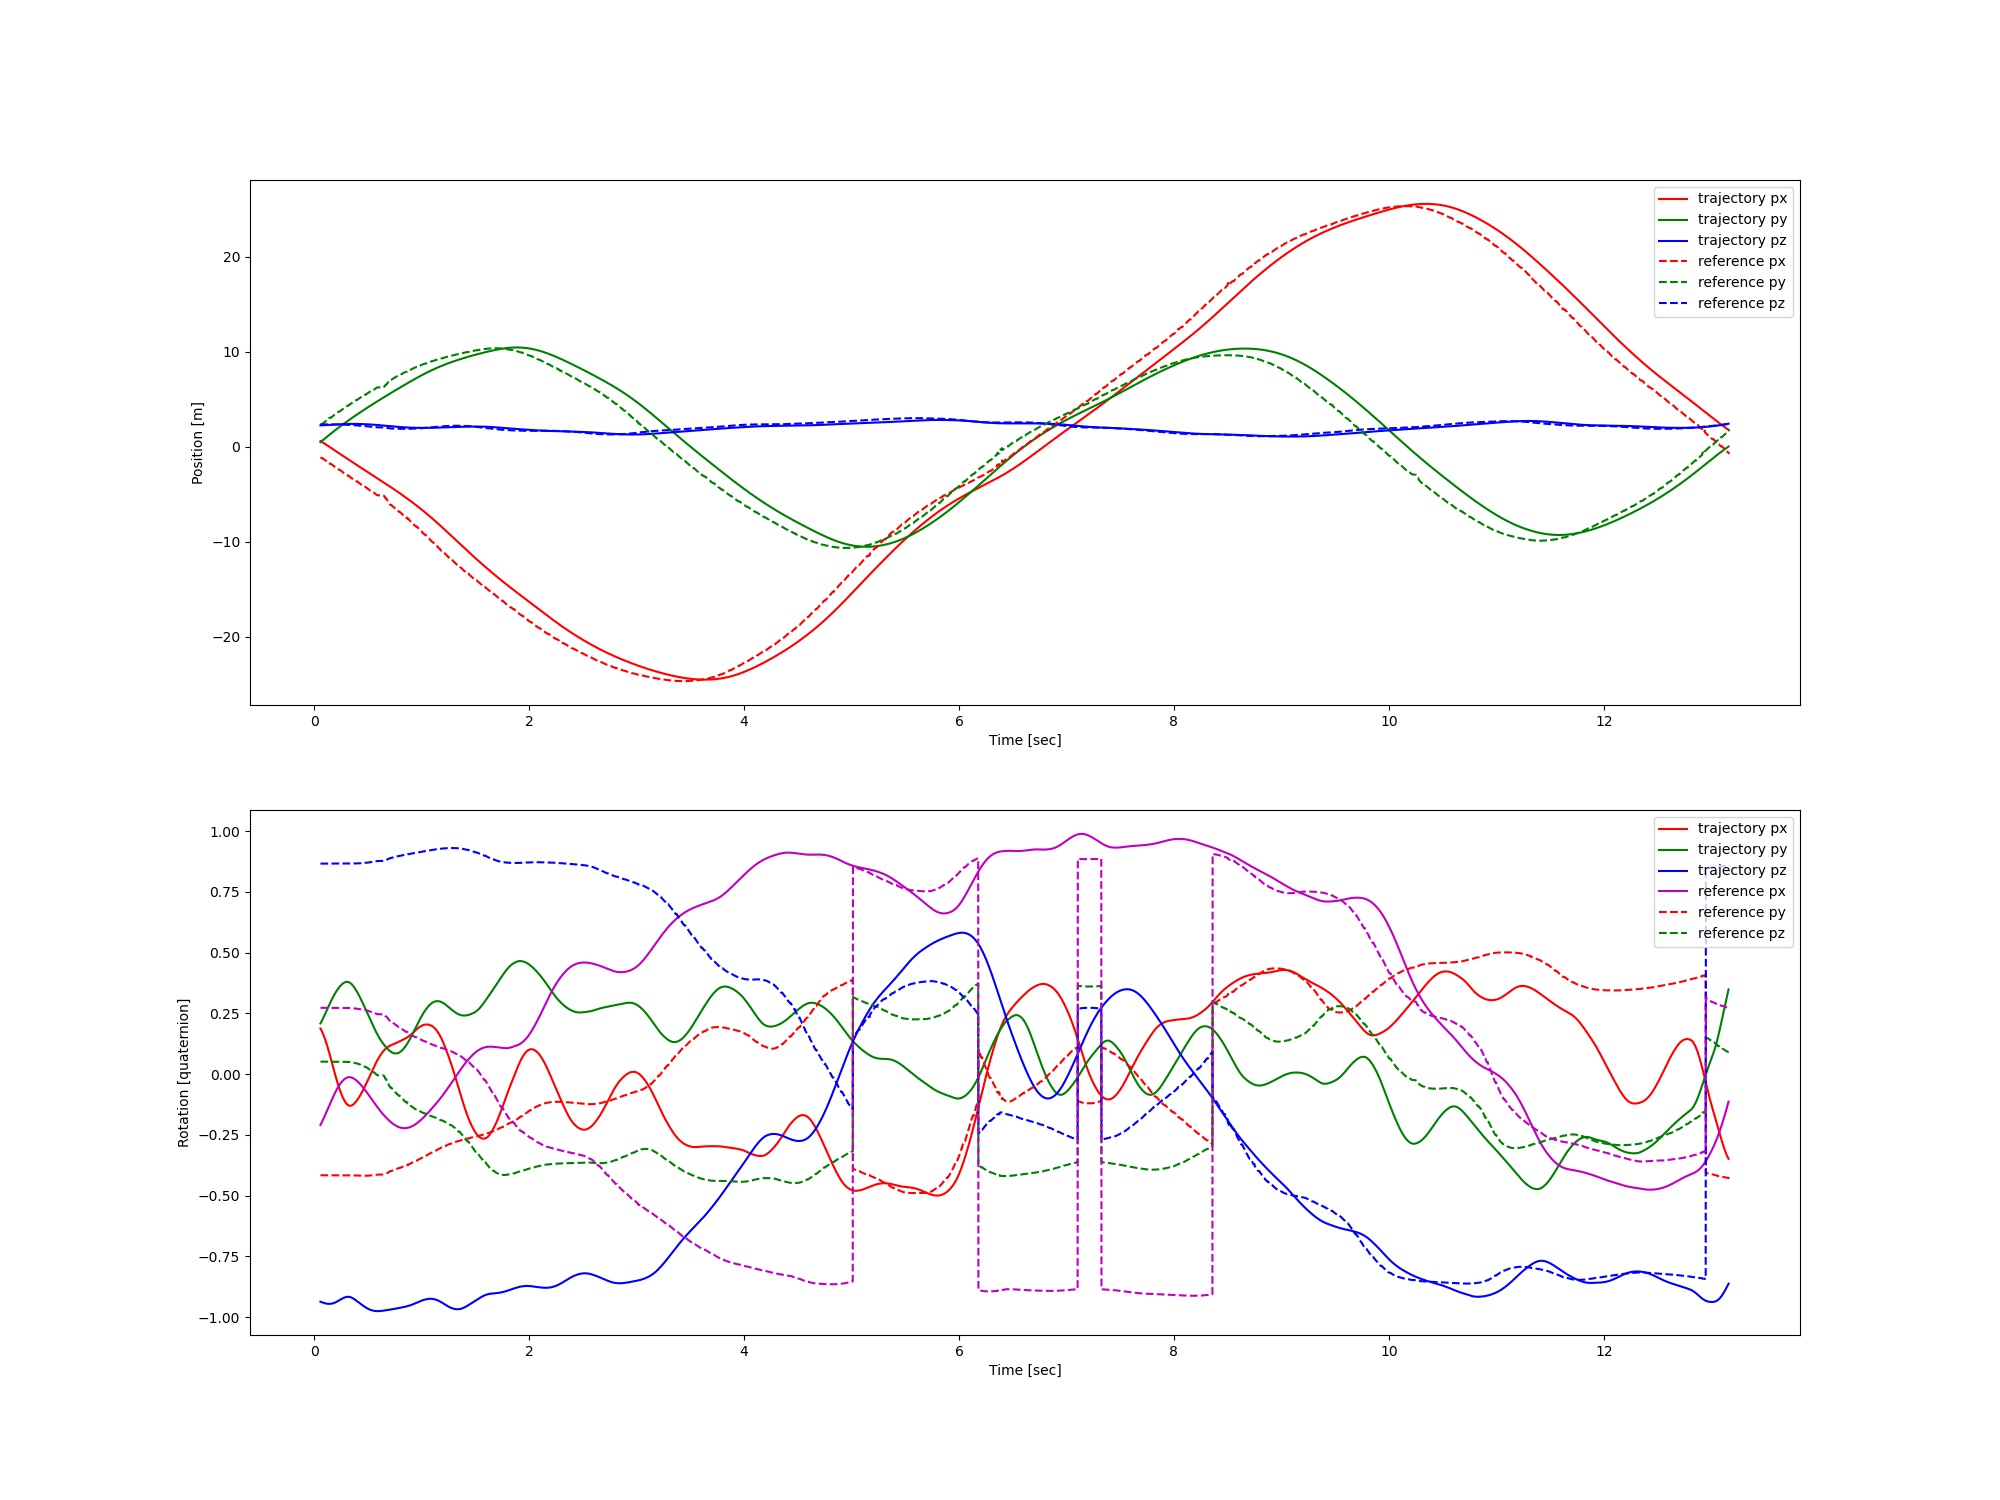 Position [m]
20
10
0
−10
−20
0 2 4 6 8 10 12
Time [sec]
trajectory px
trajectory py
trajectory pz
reference px
reference py
reference pz
Rotation [quaternion]
1.00
0.75
0.50
0.25
0.00
−0.25
−0.50
−0.75
−1.00
0 2 4 6 8 10 12
Time [sec]
trajectory px
trajectory py
trajectory pz
reference px
reference py
reference pz